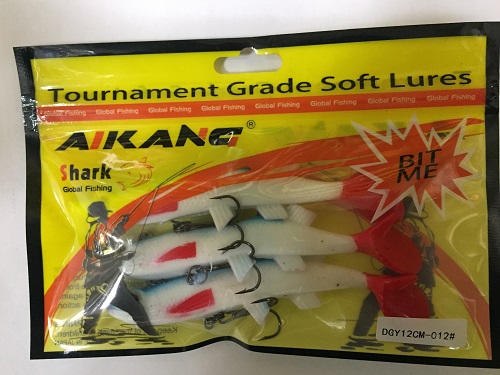 Tournament Grade Soft Lures
Global Fishing Global Fishing Global Fishing Global Fishing Global Fishing Global Fishing
AIKANG®
Shark
Global Fishing
BIT
ME
DGY12CM-012#